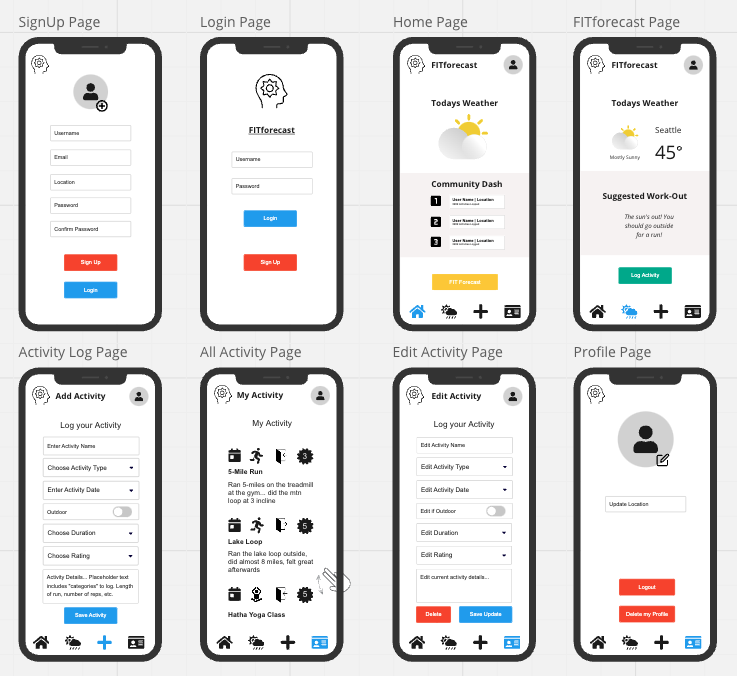 SignUp Page
Username
Email
Location
Password
Confirm Password
Sign Up
Login
Login Page
FITforecast
Username
Password
Login
Sign Up
Home Page
FITforecast
Todays Weather
Community Dash
1
User Name | Location
2
User Name | Location
3
User Name | Location
FITforecast Page
FITforecast
Todays Weather
Seattle
45°
Mostly Sunny
Suggested Work-Out
The sun's out! You
should go outside
for a run!
Log Activity
Activity Log Page
Add Activity
Log your Activity
Enter Activity Name
Choose Activity Type
Enter Activity Date
Outdoor
Choose Duration
Choose Rating
Activity Details... Placeholder text
includes "categories" to log. Length
of run, number of reps, etc.
Save Activity
All Activity Page
My Activity
My Activity
3
5-Mile Run
Ran 5-miles on the treadmill
at the gym... did the mtn
loop at 3 incline
5
Lake Loop
Ran the lake loop outside,
did almost 8 miles, felt great
afterwards
5
Hatha Yoga Class
Edit Activity Page
Edit Activity
Log your Activity
Edit Activity Name
Edit Activity Type
Edit Activity Date
Edit if Outdoor
Edit Duration
Edit Rating
Edit current activity details...
Delete
Save Update
Profile Page
Update Location
Logout
Delete my Profile